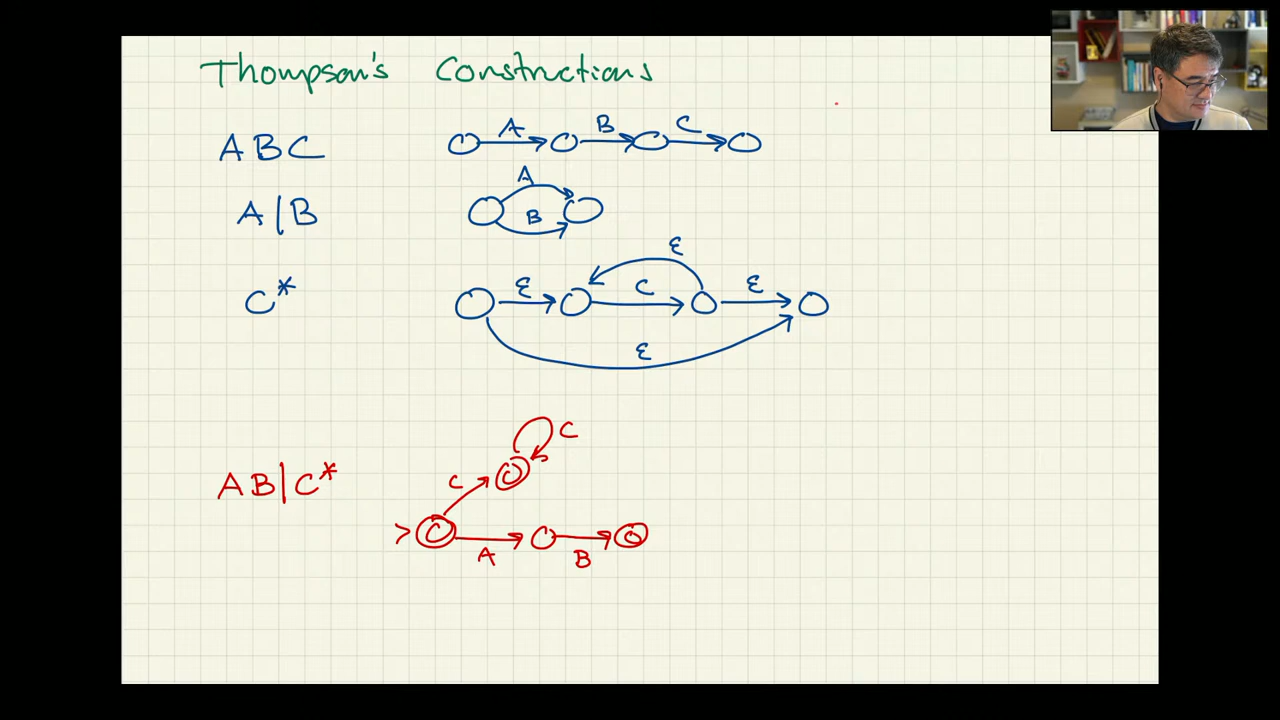 Thompson's Constructions
ABC
A B C
A|B
A
B
C*
ε
ε C ε
ε
AB|C*
C
C
>
A B